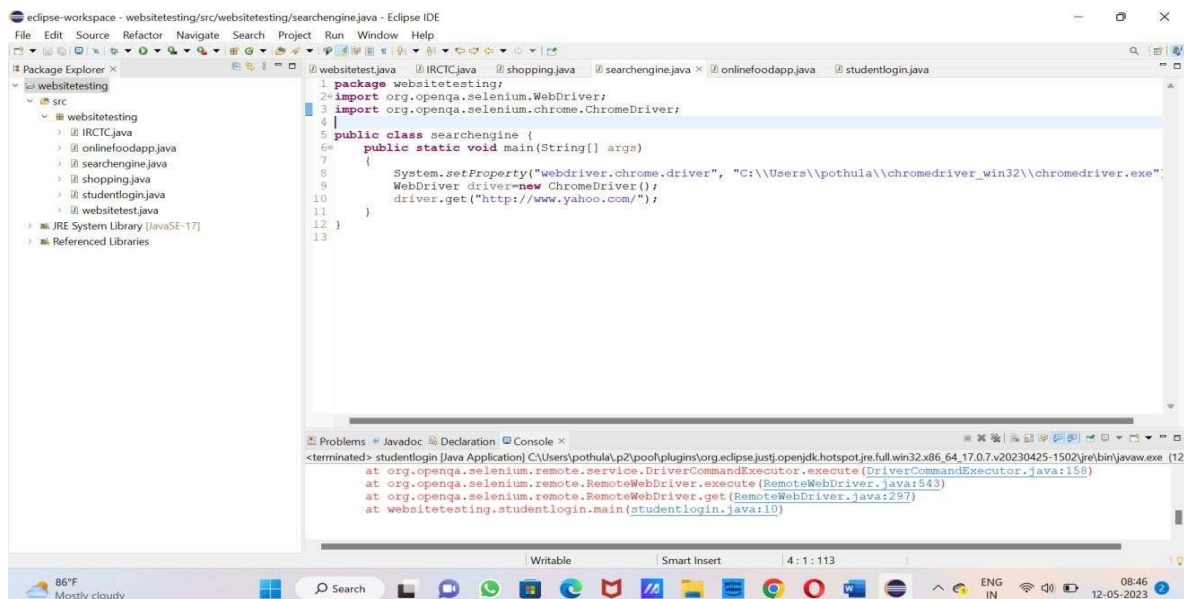 eclipse-workspace - websitetesting/src/websitetesting/searchengine.java - Eclipse IDE
File Edit Source Refactor Navigate Search Project Run Window Help
Package Explorer
websitetesting
src
websitetesting
IRCTC.java
onlinefoodapp.java
searchengine.java
shopping.java
studentlogin.java
websitetest.java
JRE System Library [JavaSE-17]
Referenced Libraries
websitetest.java IRCTC.java shopping.java searchengine.java onlinefoodapp.java studentlogin.java
1 package websitetesting;
2 import org.openqa.selenium.WebDriver;
3 import org.openqa.selenium.chrome.ChromeDriver;
4
5 public class searchengine {
6 public static void main(String[] args)
7 {
8 System.setProperty("webdriver.chrome.driver", "C:\\Users\\pothula\\chromedriver_win32\\chromedriver.exe"
9 WebDriver driver=new ChromeDriver();
10 driver.get("http://www.yahoo.com/");
11 }
12 }
13
Problems Javadoc Declaration Console
<terminated> studentlogin [Java Application] C:\Users\pothula\.p2\pool\plugins\org.eclipse.justj.openjdk.hotspot.jre.full.win32.x86_64_17.0.7.v20230425-1502\jre\bin\javaw.exe (12
at org.openqa.selenium.remote.service.DriverCommandExecutor.execute(DriverCommandExecutor.java:158)
at org.openqa.selenium.remote.RemoteWebDriver.execute(RemoteWebDriver.java:543)
at org.openqa.selenium.remote.RemoteWebDriver.get(RemoteWebDriver.java:297)
at websitetesting.studentlogin.main(studentlogin.java:10)
Writable Smart Insert 4 : 1 : 113
86°F
Mostly cloudy
Search
ENG
IN
08:46
12-05-2023
2